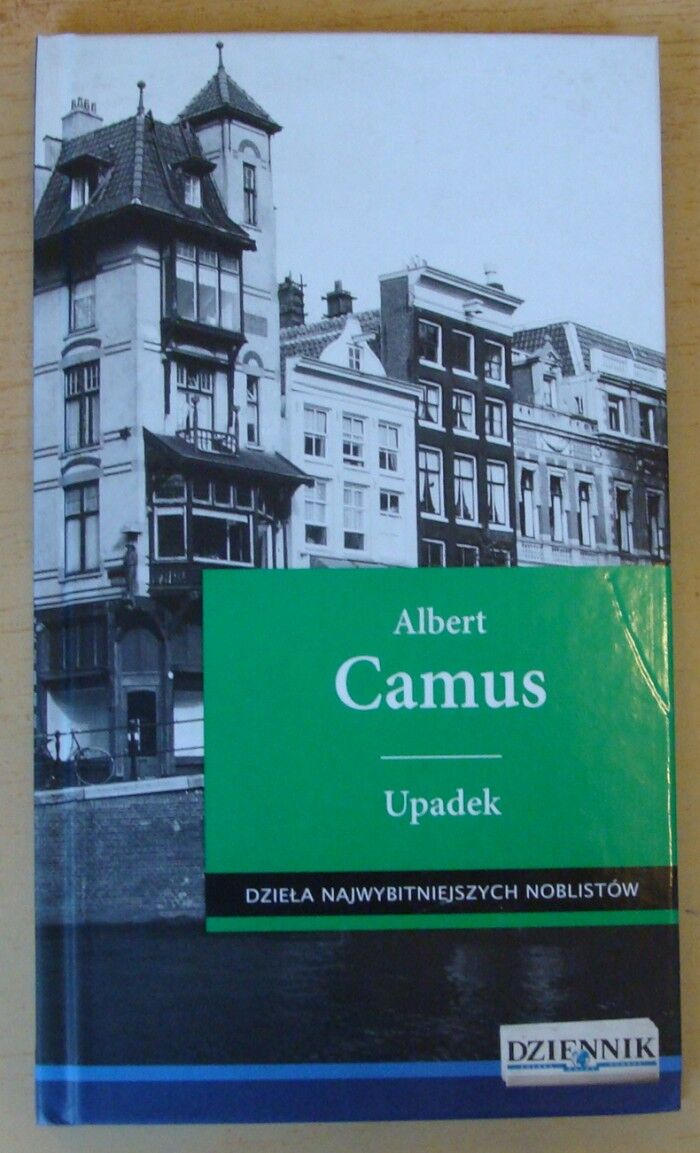 Albert
Camus
Upadek
DZIEŁA NAJWYBITNIEJSZYCH NOBLISTÓW
DZIENNIK